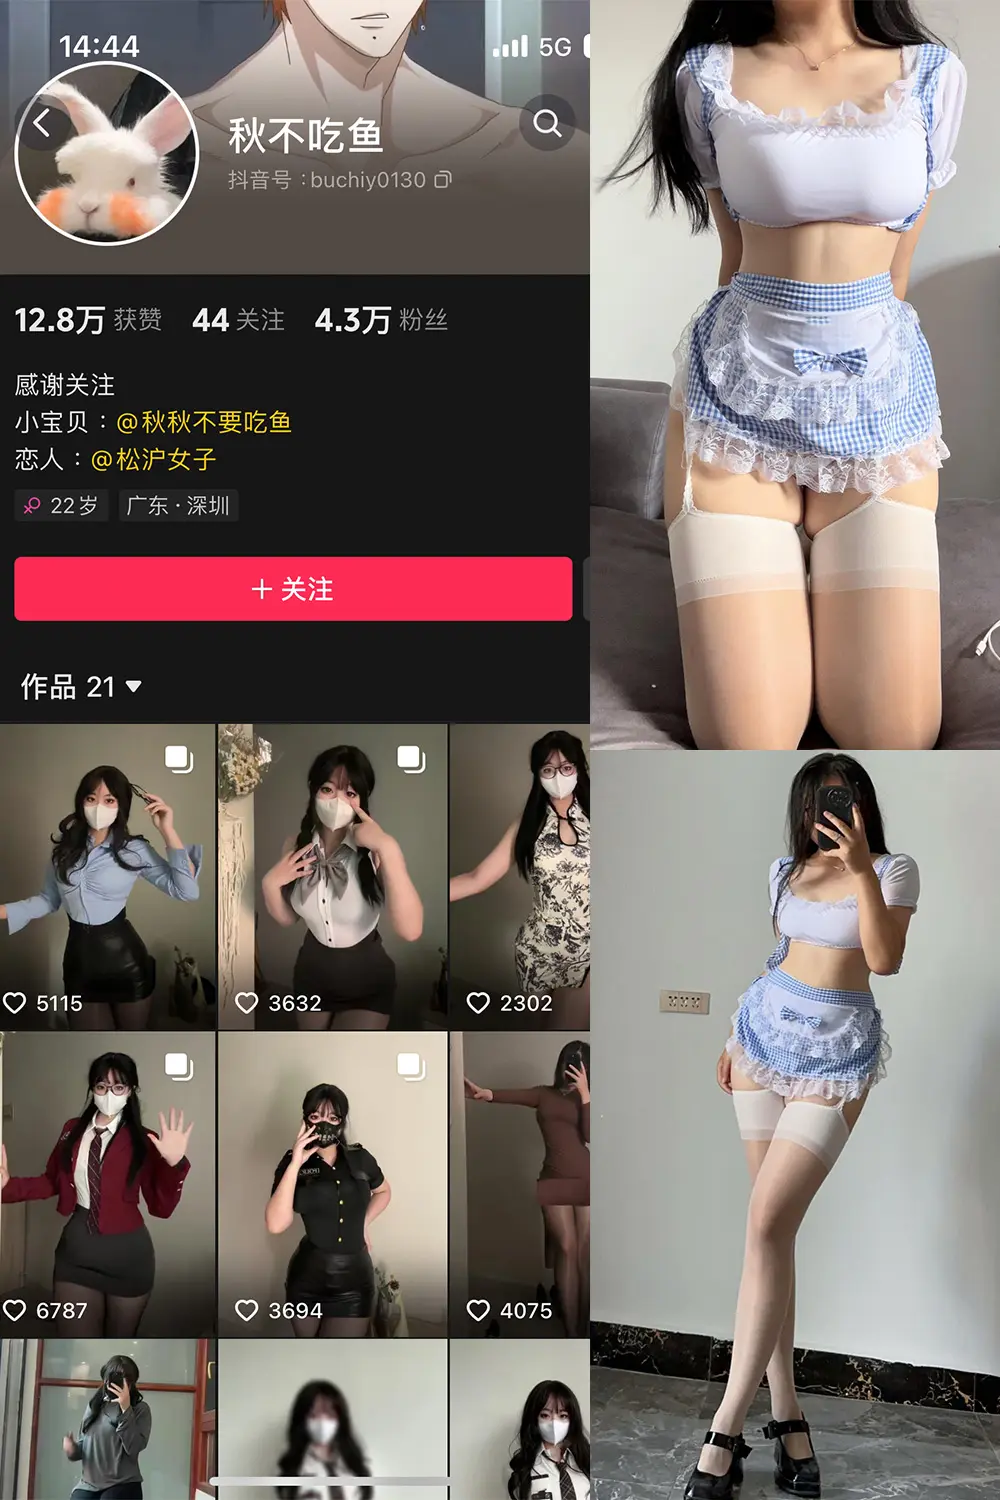 14:44
5G
秋不吃鱼
抖音号：buchiy0130
12.8万 获赞 44 关注 4.3万 粉丝
感谢关注
小宝贝：@秋秋不要吃鱼
恋人：@松沪女子
22岁 广东·深圳
＋关注
作品 21
5115 3632 2302
6787 3694 4075